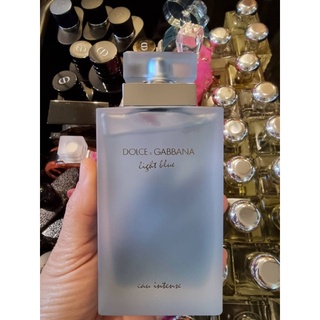 DOLCE & GABBANA
light blue
eau intense